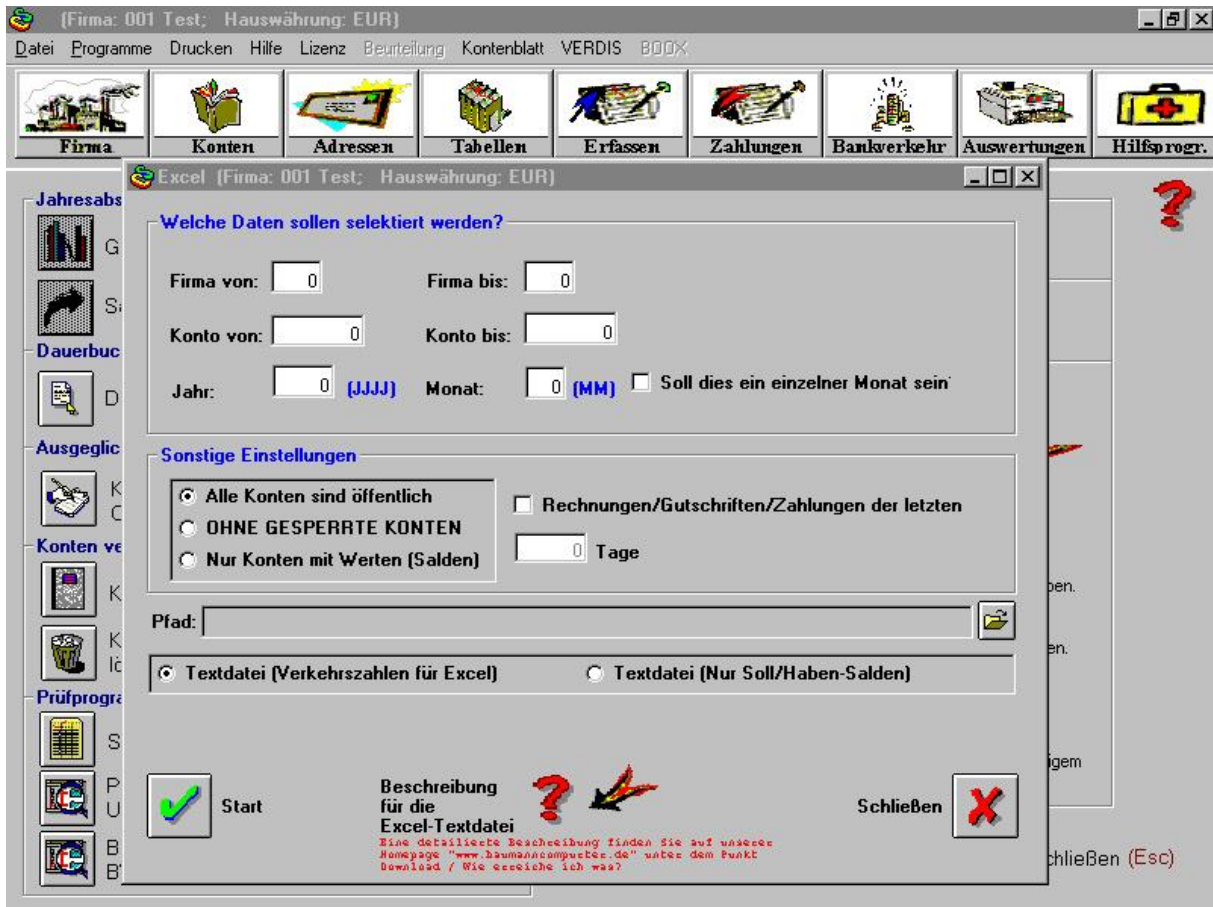 (Firma: 001 Test; Hauswährung: EUR)
Datei Programme Drucken Hilfe Lizenz Beurteilung Kontenblatt VERDIS BOOX
Firma Konten Adressen Tabellen Erfassen Zahlungen Bankverkehr Auswertungen Hilfsprogr.
Excel (Firma: 001 Test; Hauswährung: EUR)
Jahresabs
G
Dauerbuc
D
Ausgeglic
K
Konten ve
K
K
Prüfprogra
S
P
U
B
Welche Daten sollen selektiert werden?
Firma von: 0 Firma bis: 0
Konto von: 0 Konto bis: 0
Jahr: 0 (JJJJ) Monat: 0 (MM) Soll dies ein einzelner Monat sein
Sonstige Einstellungen
Alle Konten sind öffentlich
OHNE GESPERRTE KONTEN
Nur Konten mit Werten (Salden)
Rechnungen/Gutschriften/Zahlungen der letzten
0 Tage
Pfad:
Textdatei (Verkehrszahlen für Excel) Textdatei (Nur Soll/Haben-Salden)
Start
Beschreibung
für die
Excel-Textdatei
Eine detailierte Beschreibung finden Sie auf unserer
Homepage "www.baumanncomputer.de" unter dem Punkt
Download / Wie erreiche ich was?
Schließen
ben.
en.
igem
chließen (Esc)